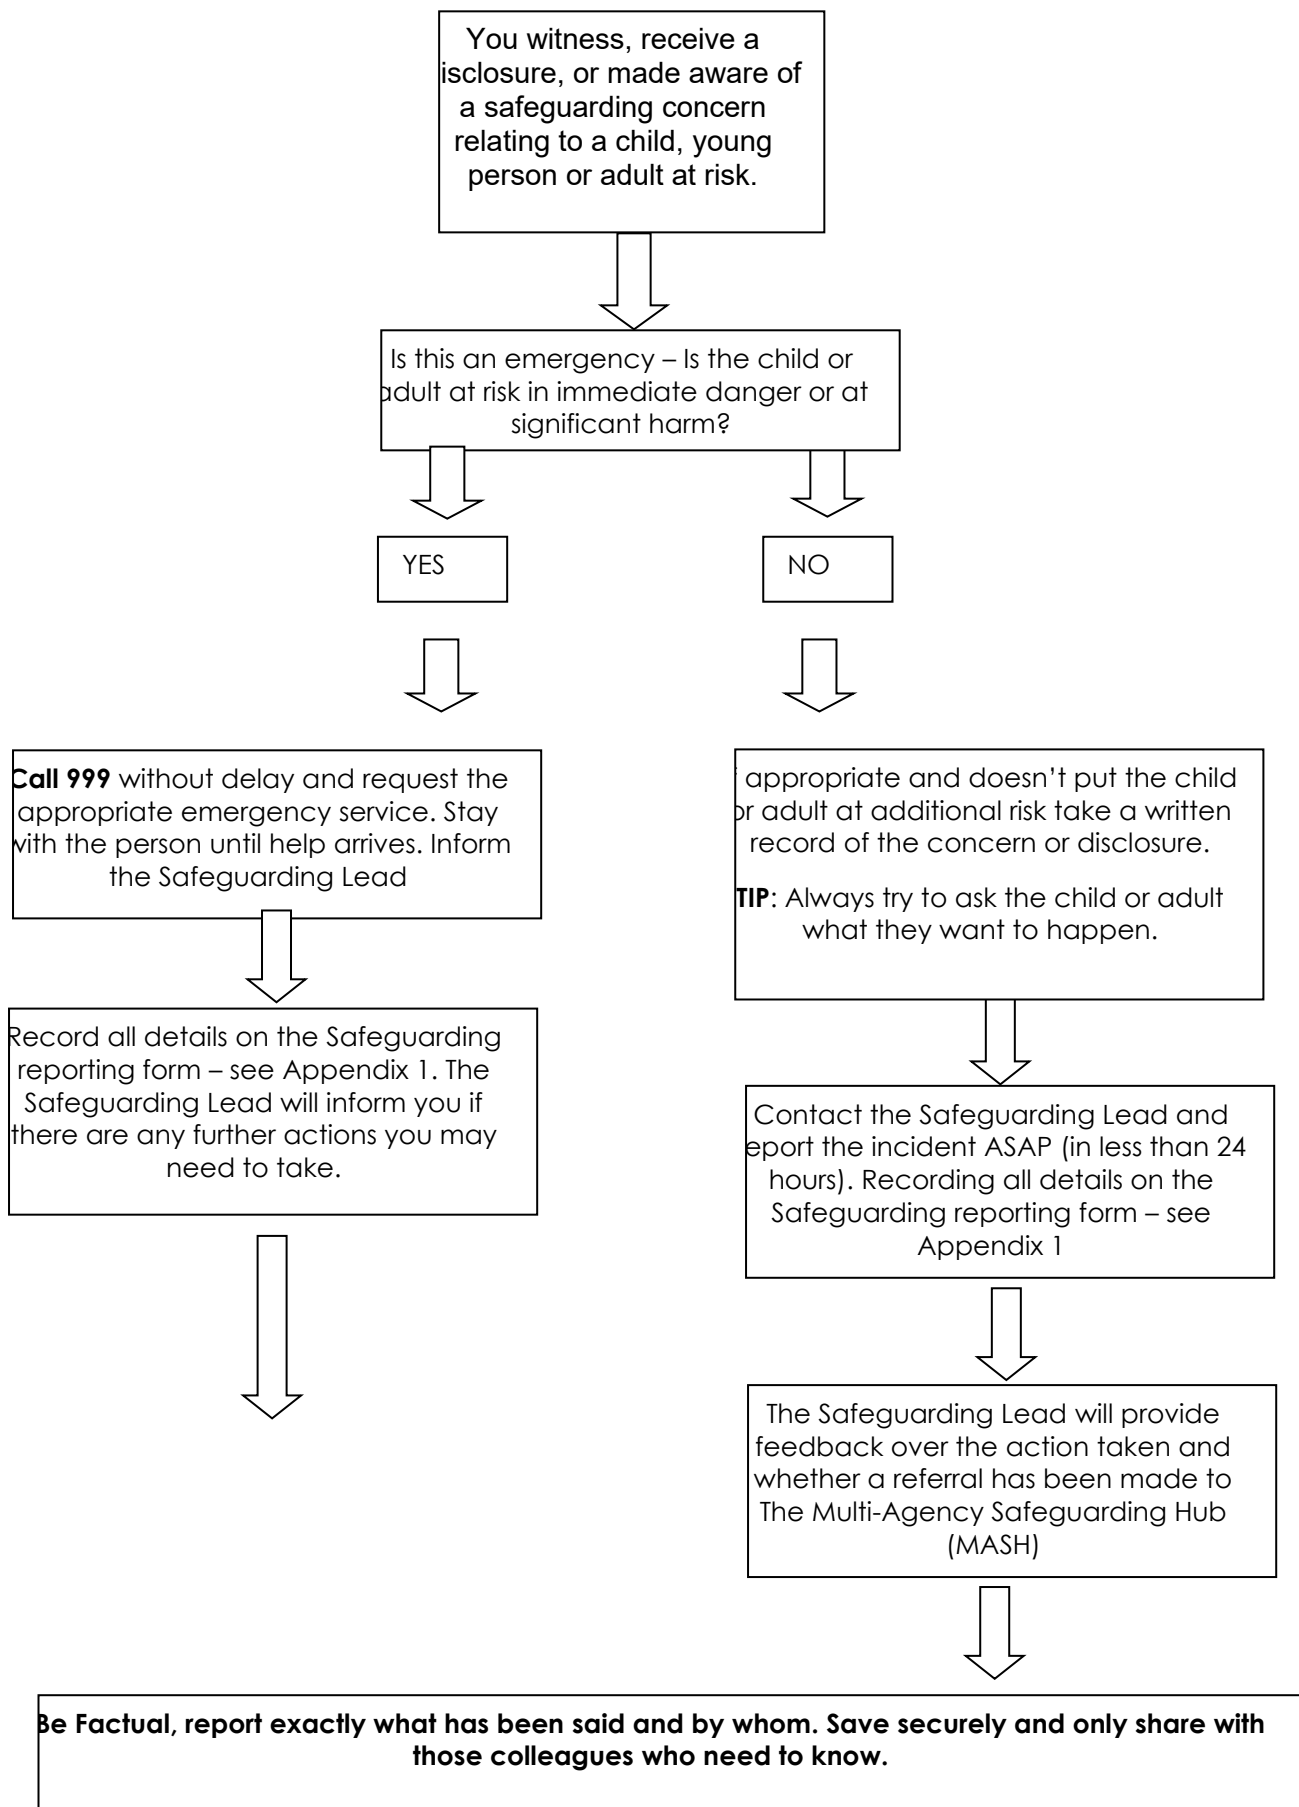 You witness, receive a
isclosure, or made aware of
a safeguarding concern
relating to a child, young
person or adult at risk.
Is this an emergency – Is the child or
adult at risk in immediate danger or at
significant harm?
YES
NO
Call 999 without delay and request the
appropriate emergency service. Stay
with the person until help arrives. Inform
the Safeguarding Lead
Record all details on the Safeguarding
reporting form – see Appendix 1. The
Safeguarding Lead will inform you if
there are any further actions you may
need to take.
f appropriate and doesn’t put the child
or adult at additional risk take a written
record of the concern or disclosure.
TIP: Always try to ask the child or adult
what they want to happen.
Contact the Safeguarding Lead and
eport the incident ASAP (in less than 24
hours). Recording all details on the
Safeguarding reporting form – see
Appendix 1
The Safeguarding Lead will provide
feedback over the action taken and
whether a referral has been made to
The Multi-Agency Safeguarding Hub
(MASH)
Be Factual, report exactly what has been said and by whom. Save securely and only share with
those colleagues who need to know.